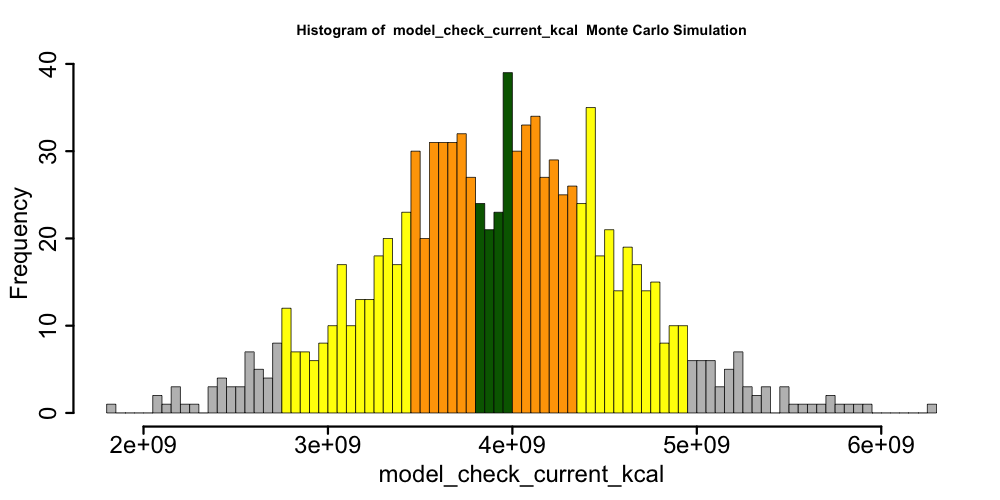 Histogram of  model_check_current_kcal  Monte Carlo Simulation
Frequency
40
30
20
10
0
2e+09 3e+09 4e+09 5e+09 6e+09
model_check_current_kcal